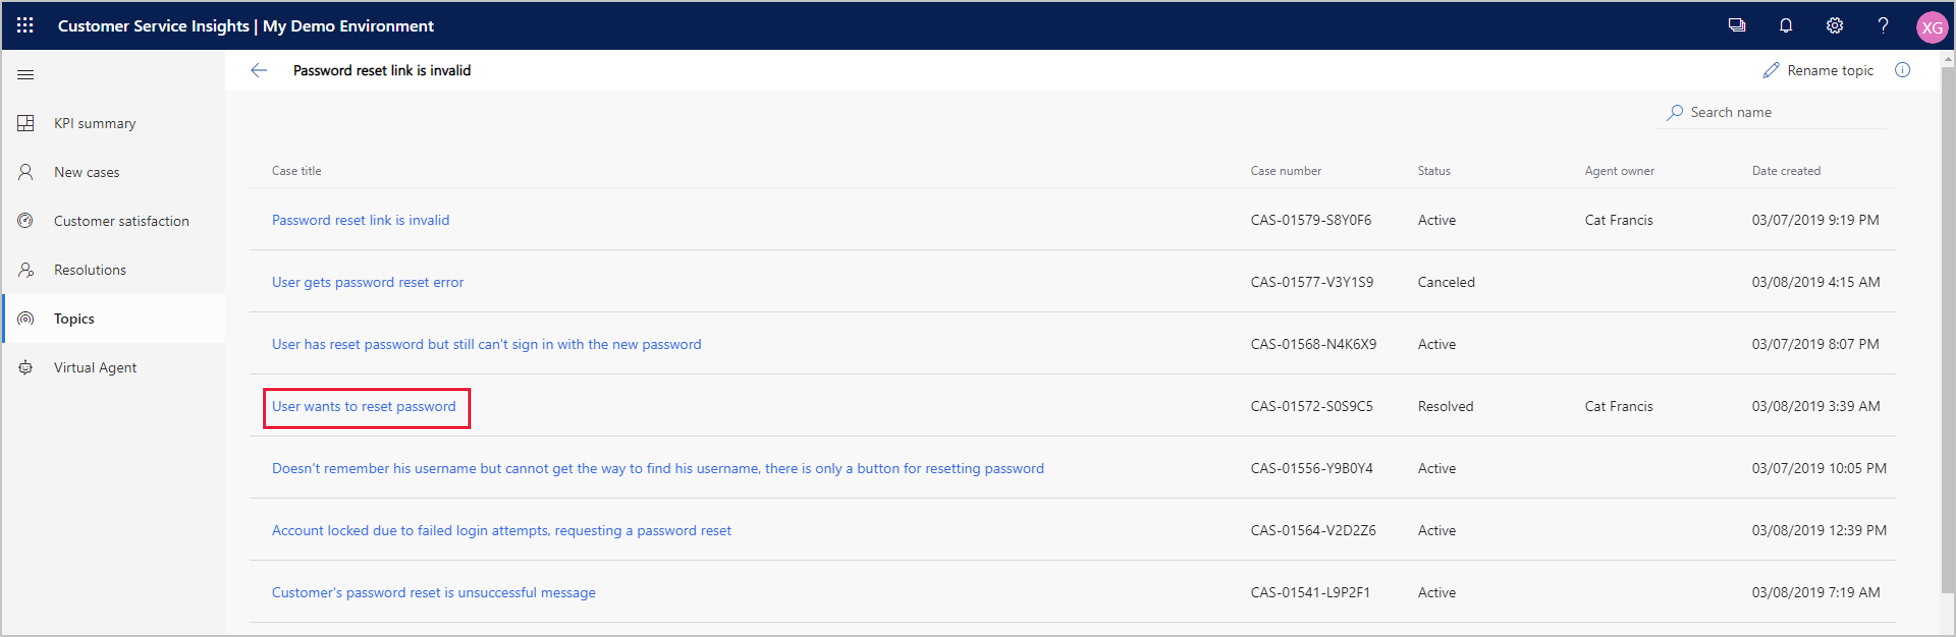 Customer Service Insights | My Demo Environment
? XG
Password reset link is invalid
Rename topic
Search name
KPI summary
New cases
Customer satisfaction
Resolutions
Topics
Virtual Agent
Case title Case number Status Agent owner Date created
Password reset link is invalid CAS-01579-S8Y0F6 Active Cat Francis 03/07/2019 9:19 PM
User gets password reset error CAS-01577-V3Y1S9 Canceled 03/08/2019 4:15 AM
User has reset password but still can't sign in with the new password CAS-01568-N4K6X9 Active 03/07/2019 8:07 PM
User wants to reset password CAS-01572-S0S9C5 Resolved Cat Francis 03/08/2019 3:39 AM
Doesn't remember his username but cannot get the way to find his username, there is only a button for resetting password CAS-01556-Y9B0Y4 Active 03/07/2019 10:05 PM
Account locked due to failed login attempts, requesting a password reset CAS-01564-V2D2Z6 Active 03/08/2019 12:39 PM
Customer's password reset is unsuccessful message CAS-01541-L9P2F1 Active 03/08/2019 7:19 AM